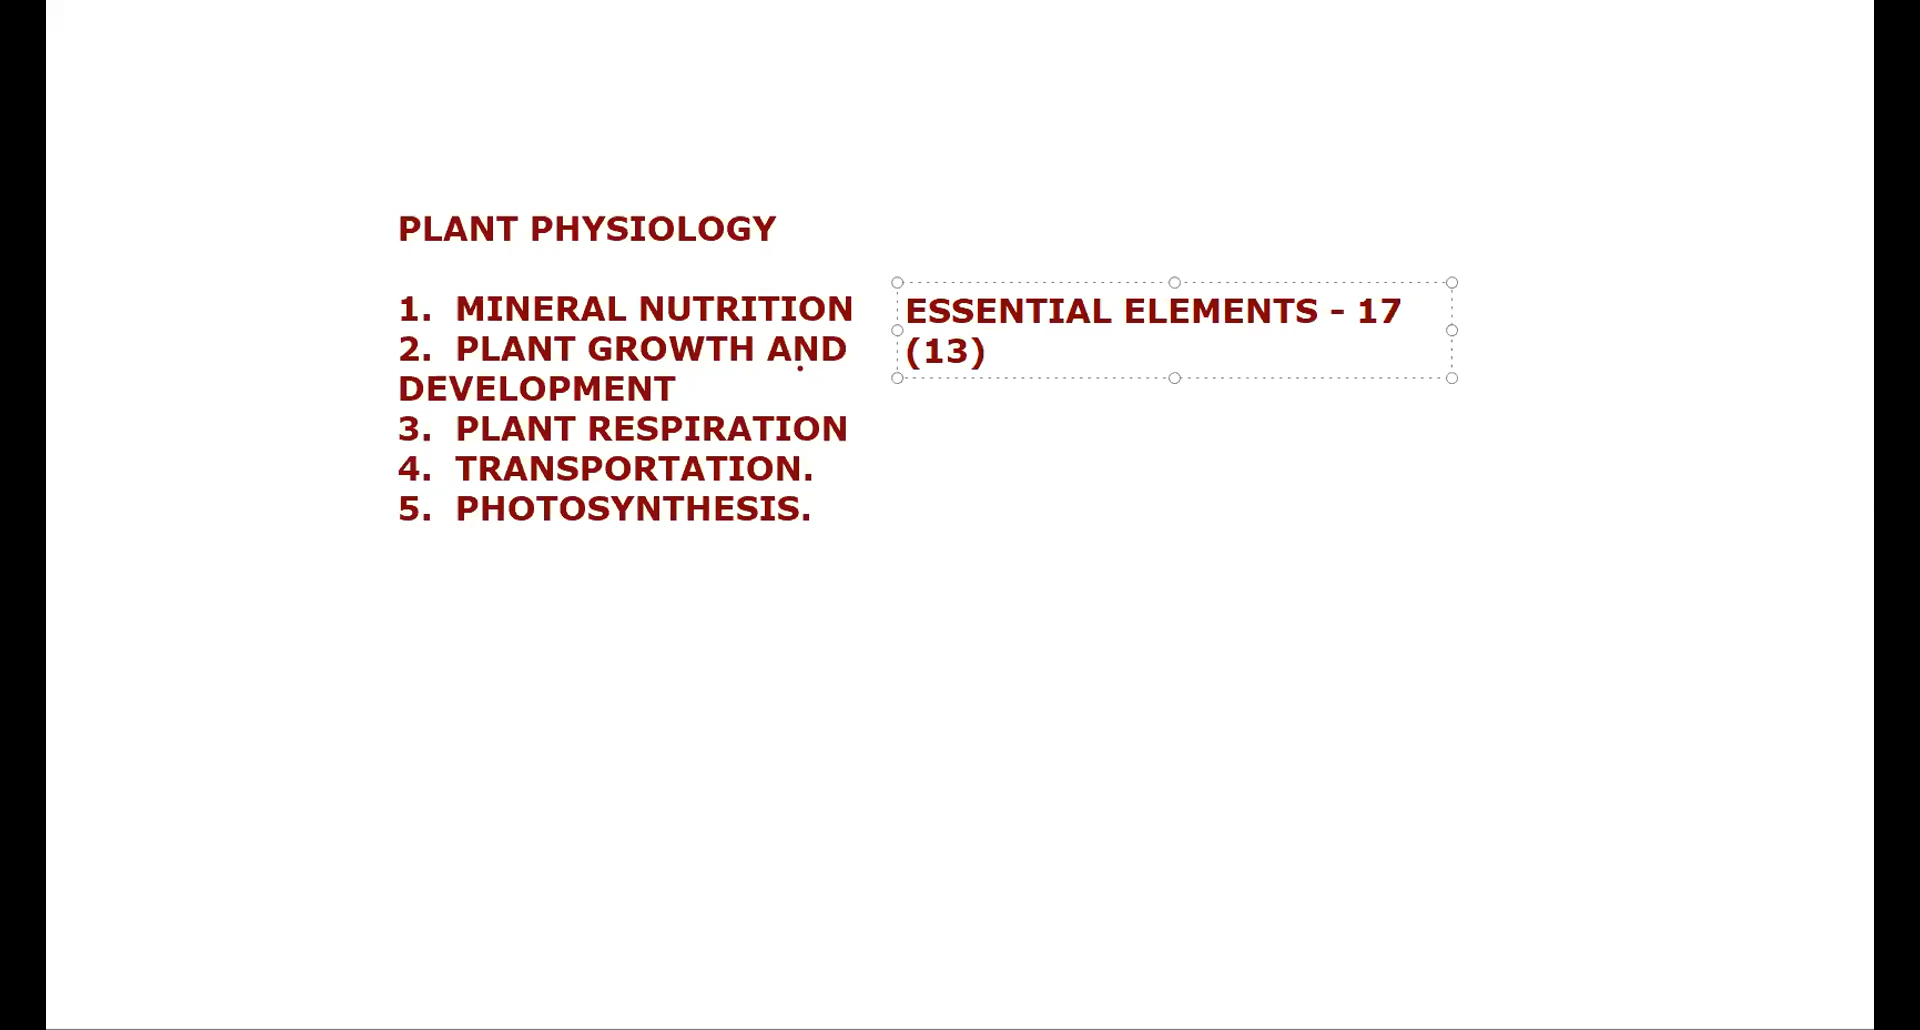 PLANT PHYSIOLOGY
1. MINERAL NUTRITION
2. PLANT GROWTH AND
DEVELOPMENT
3. PLANT RESPIRATION
4. TRANSPORTATION.
5. PHOTOSYNTHESIS.
ESSENTIAL ELEMENTS - 17
(13)